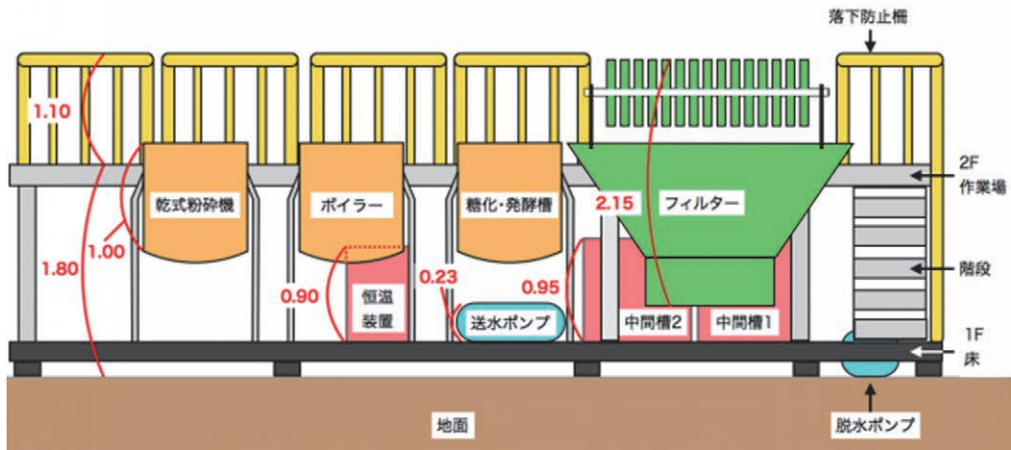 落下防止柵
1.10
2F
作業場
乾式粉砕機
ボイラー
糖化・発酵槽
2.15
フィルター
1.00
1.80
0.90
恒温
装置
0.23
送水ポンプ
0.95
中間槽2
中間槽1
階段
1F
床
地面
脱水ポンプ